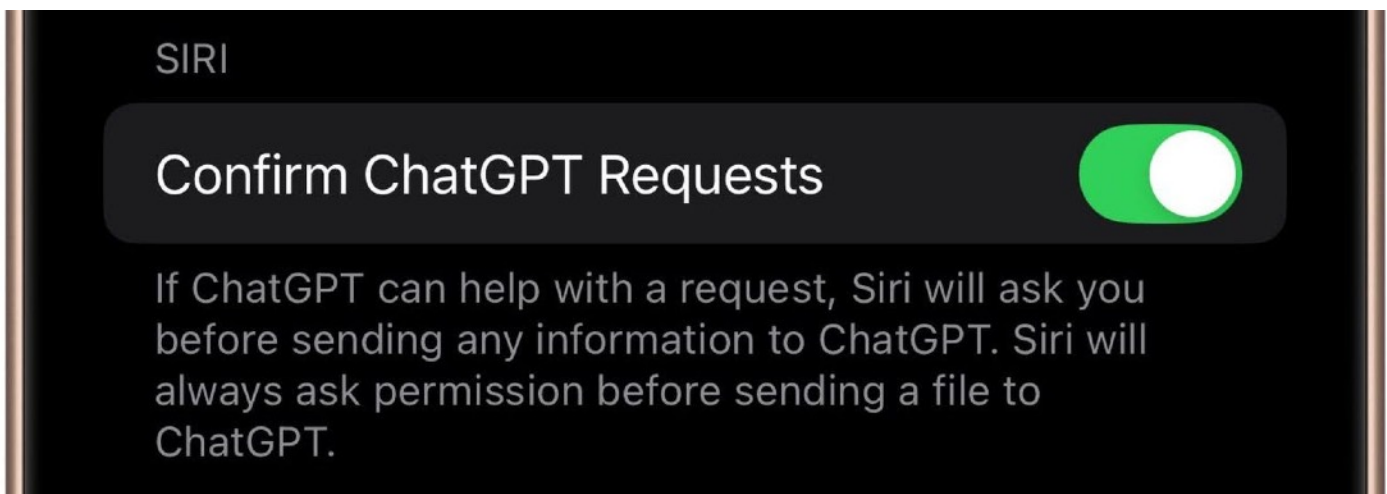 SIRI
Confirm ChatGPT Requests
If ChatGPT can help with a request, Siri will ask you
before sending any information to ChatGPT. Siri will
always ask permission before sending a file to
ChatGPT.